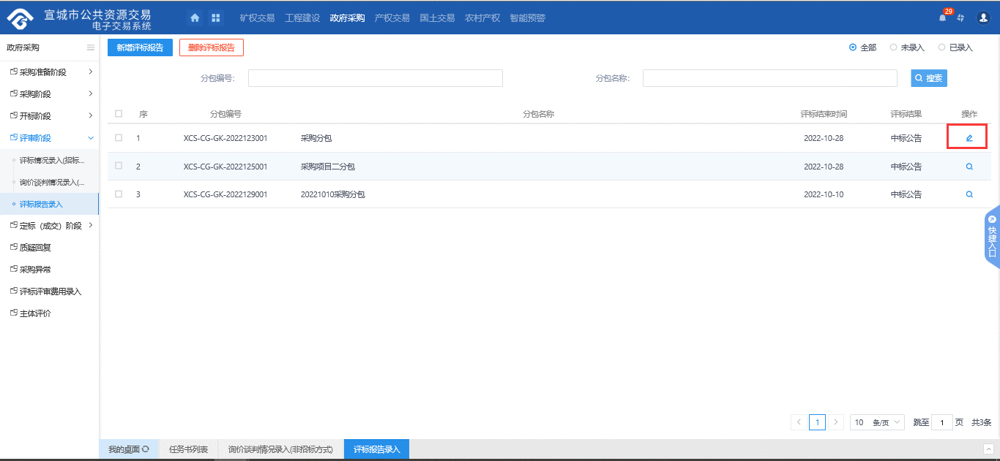 宣城市公共资源交易
电子交易系统
矿权交易 工程建设 政府采购 产权交易 国土交易 农村产权 智能预警
29
政府采购
采购准备阶段
采购阶段
开标阶段
评审阶段
评标情况录入(招标...
询价谈判情况录入(...
评标报告录入
定标（成交）阶段
质疑回复
采购异常
评标评审费用录入
主体评价
新增评标报告 删除评标报告
全部 未录入 已录入
分包编号: 分包名称: 搜索
序 分包编号 分包名称 评标结束时间 评标结果 操作
1 XCS-CG-GK-2022123001 采购分包 2022-10-28 中标公告
2 XCS-CG-GK-2022125001 采购项目二分包 2022-10-28 中标公告
3 XCS-CG-GK-2022129001 20221010采购分包 2022-10-10 中标公告
快捷入口
1 10 条/页 跳至 1 页 共3条
我的桌面 任务书列表 询价谈判情况录入(非招标方式) 评标报告录入